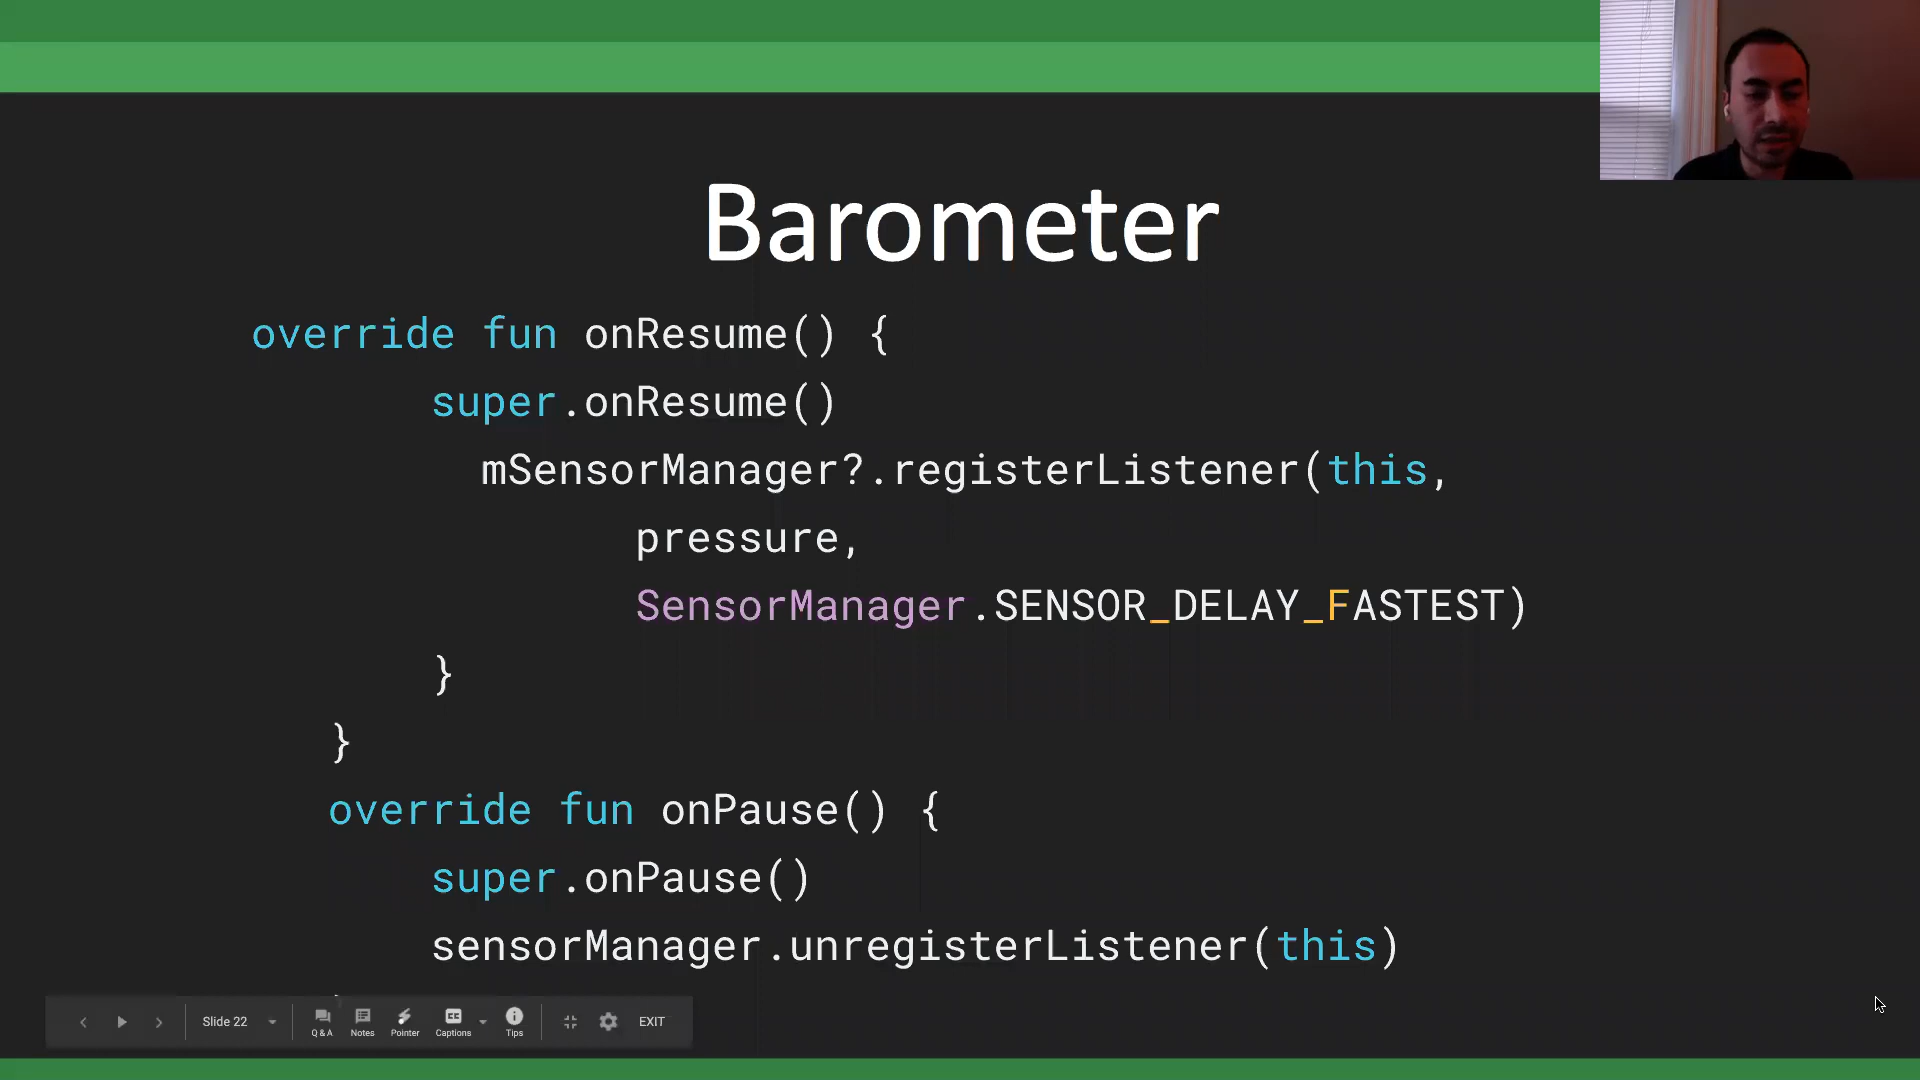 Barometer
override fun onResume() {
super.onResume()
mSensorManager?.registerListener(this,
pressure,
SensorManager.SENSOR_DELAY_FASTEST)
}
}
override fun onPause() {
super.onPause()
sensorManager.unregisterListener(this)
Slide 22
Q & A
Notes
Pointer
Captions
Tips
EXIT